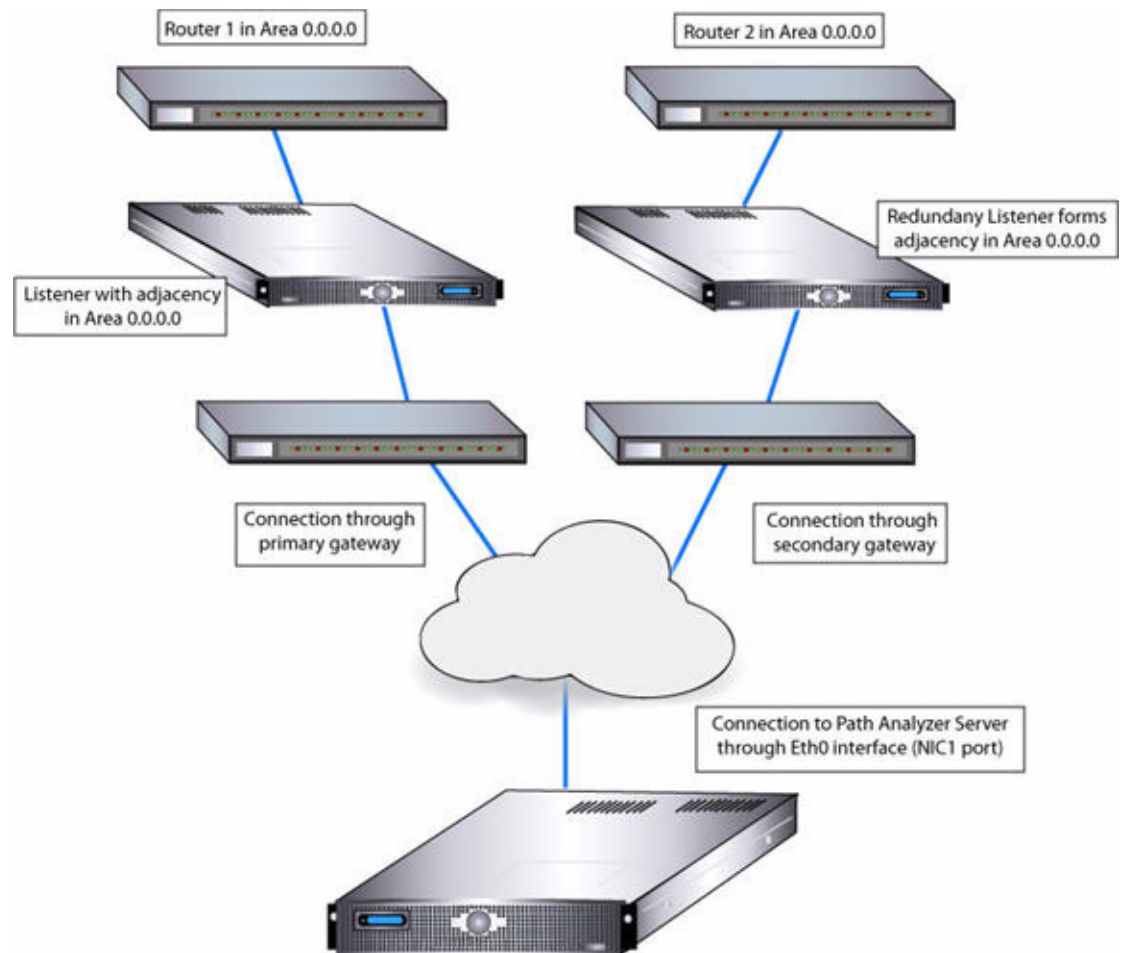 Router 1 in Area 0.0.0.0
Router 2 in Area 0.0.0.0
Redundany Listener forms
adjacency in Area 0.0.0.0
Listener with adjacency
in Area 0.0.0.0
Connection through
primary gateway
Connection through
secondary gateway
Connection to Path Analyzer Server
through Eth0 interface (NIC1 port)